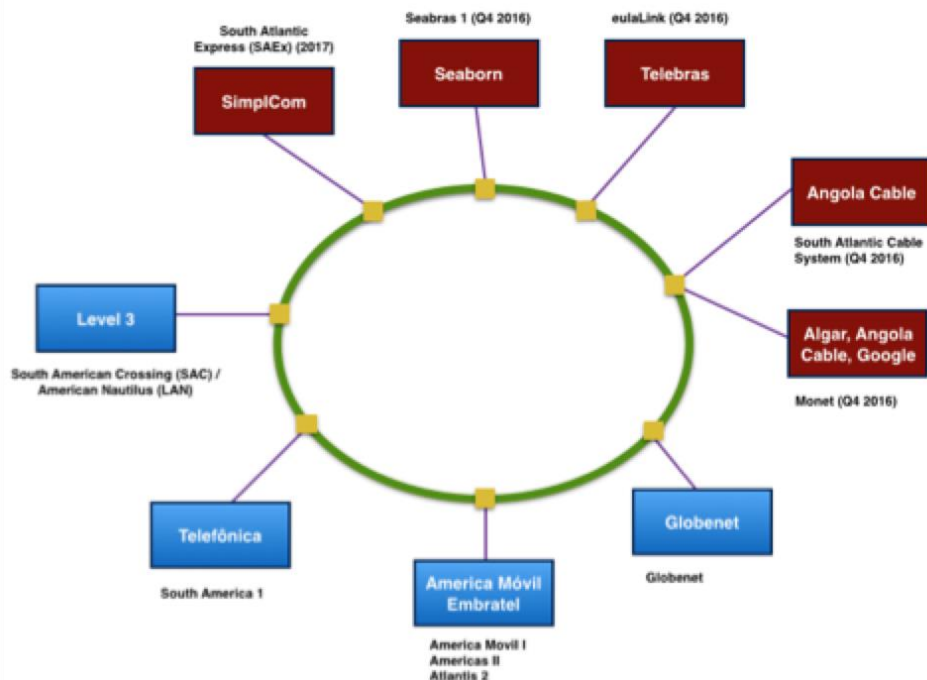 South Atlantic
Express (SAEx) (2017)
SimplCom
Seabras 1 (Q4 2016)
Seaborn
eulaLink (Q4 2016)
Telebras
Angola Cable
South Atlantic Cable
System (Q4 2016)
Level 3
South American Crossing (SAC) /
American Nautilus (LAN)
Algar, Angola
Cable, Google
Monet (Q4 2016)
Telefônica
South America 1
America Móvil
Embratel
America Movil I
Americas II
Atlantis 2
Globenet
Globenet